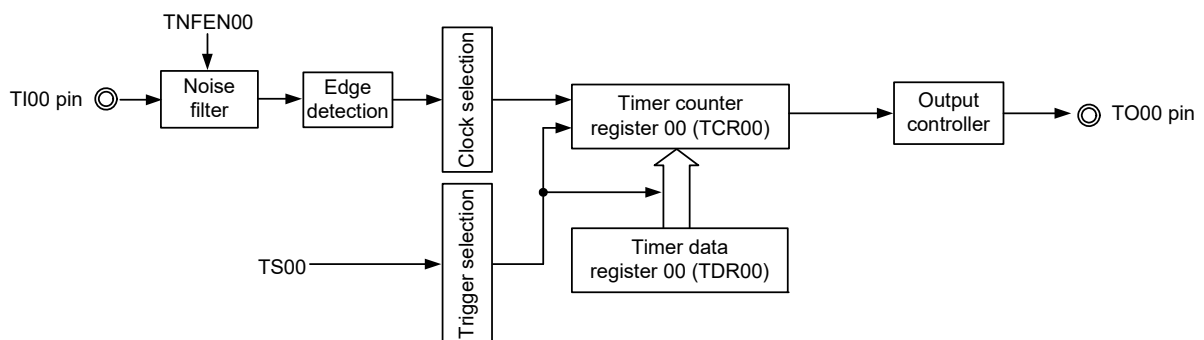 TNFEN00
TI00 pin
Noise
filter
Edge
detection
Clock selection
Timer counter
register 00 (TCR00)
Output
controller
TO00 pin
TS00
Trigger selection
Timer data
register 00 (TDR00)